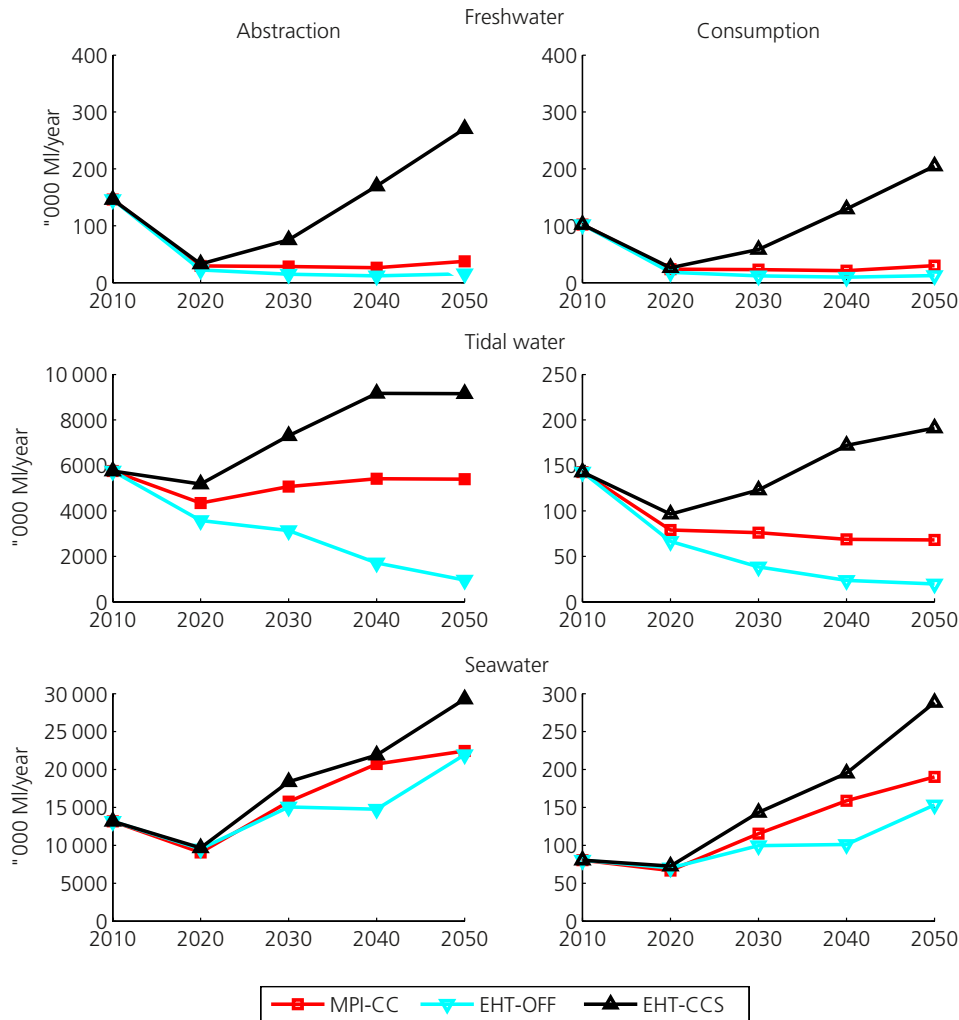 Freshwater
Abstraction Consumption
"000 Ml/year
400 400
300 300
200 200
100 100
0 0
2010 2020 2030 2040 2050 2010 2020 2030 2040 2050
Tidal water
"000 Ml/year
10 000 250
8000 200
6000 150
4000 100
2000 50
0 0
2010 2020 2030 2040 2050 2010 2020 2030 2040 2050
Seawater
"000 Ml/year
30 000 300
25 000 250
20 000 200
15 000 150
10 000 100
5000 50
0 0
2010 2020 2030 2040 2050 2010 2020 2030 2040 2050
MPI-CC EHT-OFF EHT-CCS